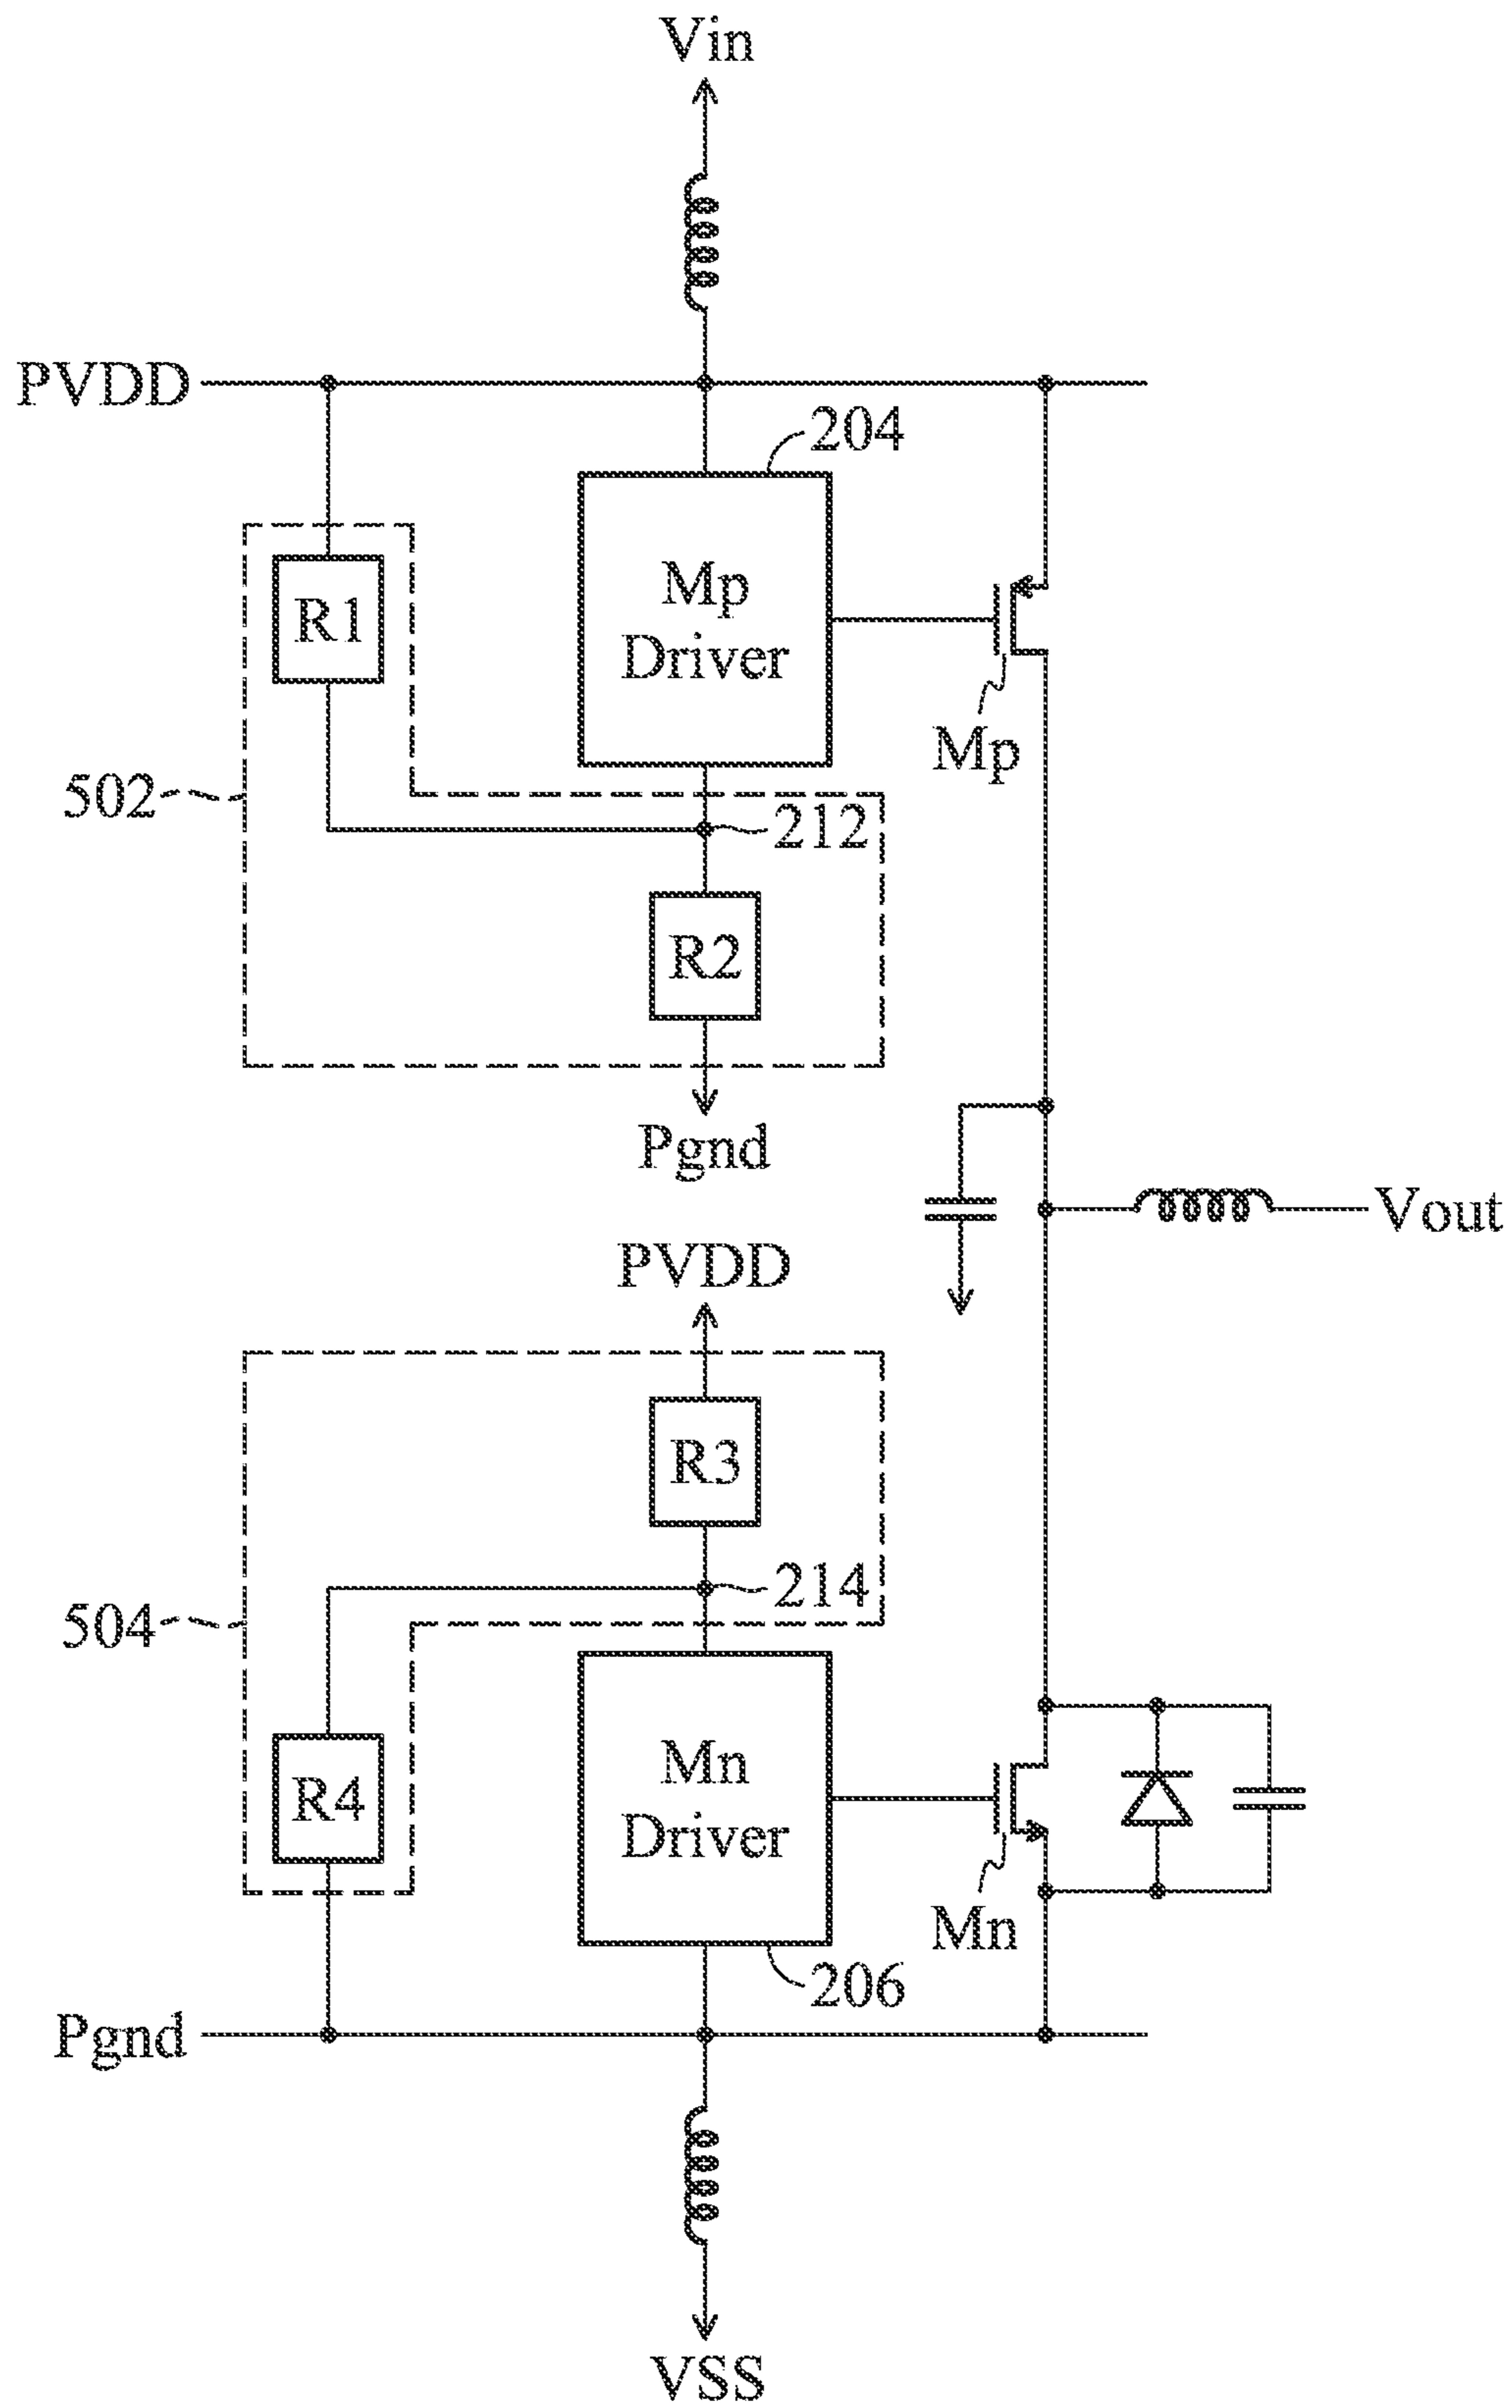 Vin
PVDD
204
Mp
Driver
R1
Mp
502
212
R2
Pgnd
Vout
PVDD
R3
214
504
Mn
Driver
R4
Mn
206
Pgnd
VSS